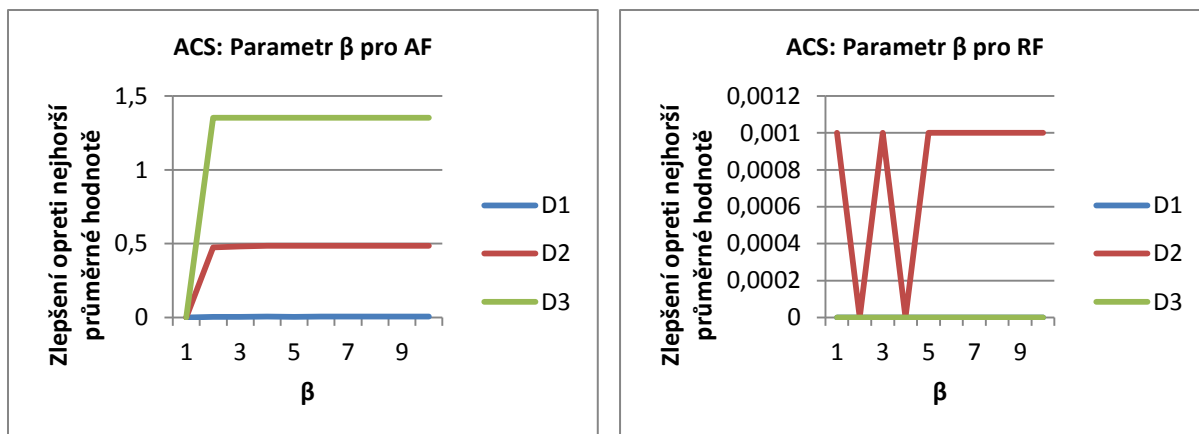 ACS: Parametr β pro AF
Zlepšení opreti nejhorší
průměrné hodnotě
1,5
1
0,5
0
1 3 5 7 9
β
D1
D2
D3
ACS: Parametr β pro RF
Zlepšení opreti nejhorší
průměrné hodnotě
0,0012
0,001
0,0008
0,0006
0,0004
0,0002
0
1 3 5 7 9
β
D1
D2
D3